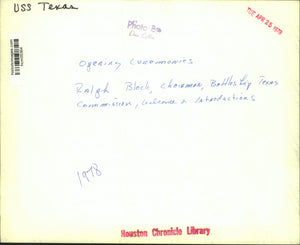 USS Texas
TUE APR 25 1978
Photo By
Opening Ceremonies
Ralph Block, Chairman, Battleship Texas
Commission, welcome & introductions
1978
Houston Chronicle Library